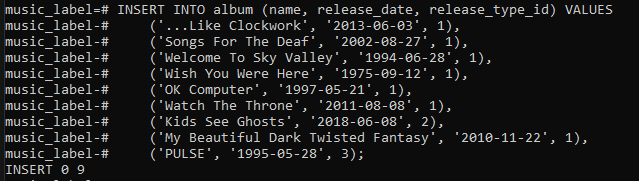 music_label=# INSERT INTO album (name, release_date, release_type_id) VALUES
music_label-#     ('...Like Clockwork', '2013-06-03', 1),
music_label-#     ('Songs For The Deaf', '2002-08-27', 1),
music_label-#     ('Welcome To Sky Valley', '1994-06-28', 1),
music_label-#     ('Wish You Were Here', '1975-09-12', 1),
music_label-#     ('OK Computer', '1997-05-21', 1),
music_label-#     ('Watch The Throne', '2011-08-08', 1),
music_label-#     ('Kids See Ghosts', '2018-06-08', 2),
music_label-#     ('My Beautiful Dark Twisted Fantasy', '2010-11-22', 1),
music_label-#     ('PULSE', '1995-05-28', 3);
INSERT 0 9